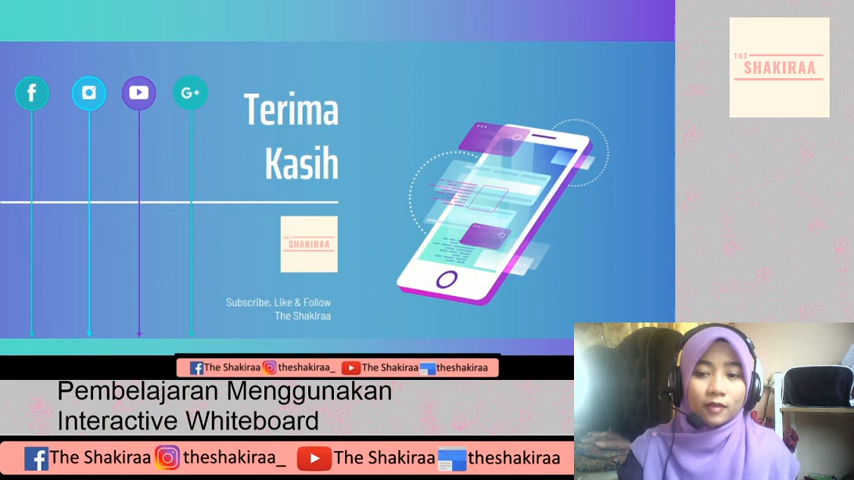 THE
SHAKIRAA
G+
Terima
Kasih
THE
SHAKIRAA
Subscribe, Like & Follow
The ShakIraa
The Shakiraa theshakiraa_ The Shakiraa theshakiraa
Pembelajaran Menggunakan
Interactive Whiteboard
The Shakiraa theshakiraa_ The Shakiraa theshakiraa